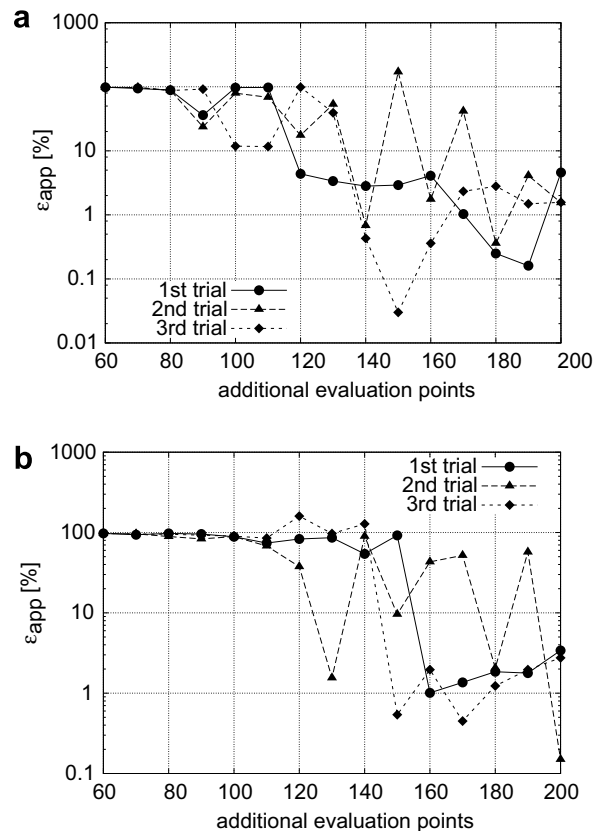 a
1000
10
1
0.1
0.01
εapp [%]
1st trial
2nd trial
3rd trial
60 80 100 120 140 160 180 200
additional evaluation points
b
1000
100
10
1
0.1
εapp [%]
1st trial
2nd trial
3rd trial
60 80 100 120 140 160 180 200
additional evaluation points